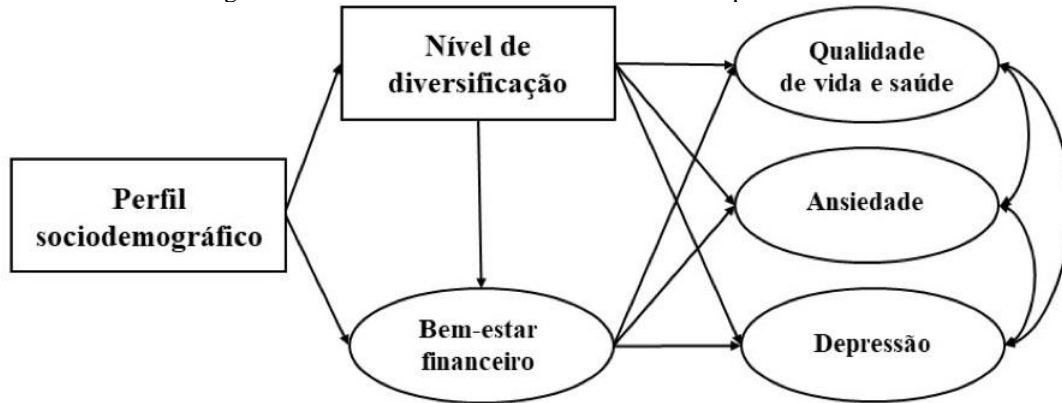 Nível de
diversificação
Qualidade
de vida e saúde
Perfil
sociodemográfico
Ansiedade
Bem-estar
financeiro
Depressão